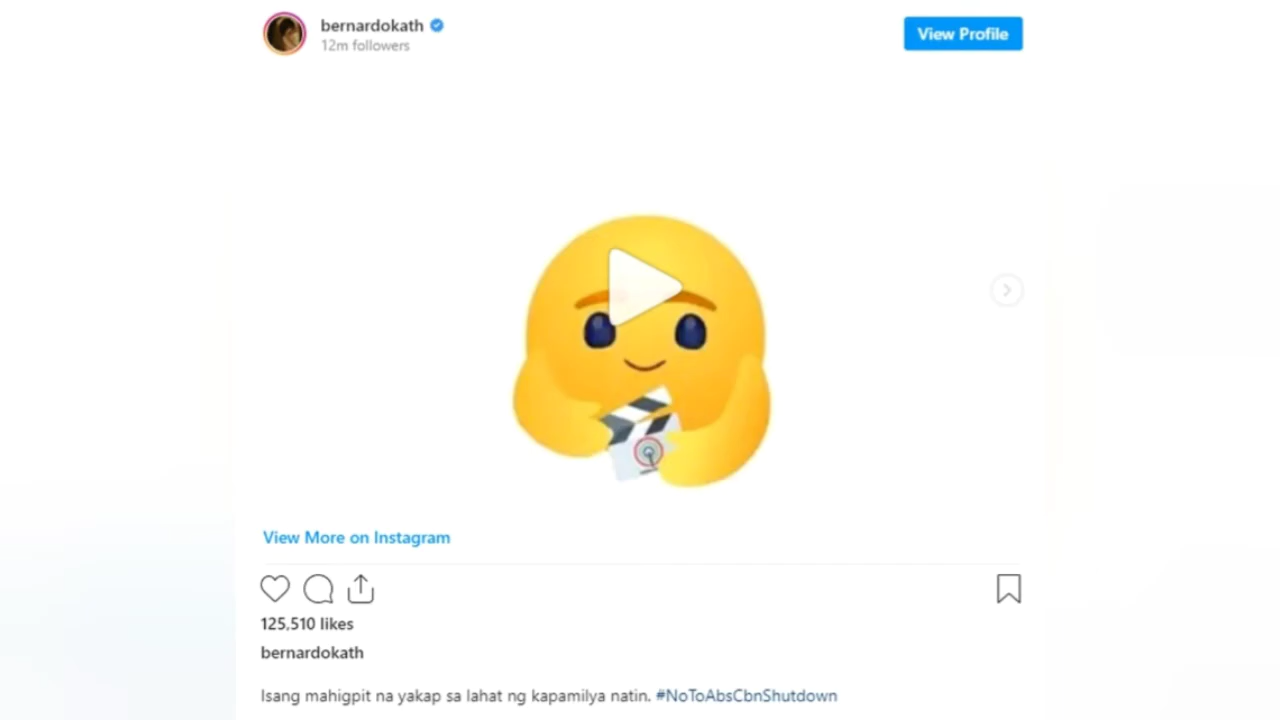 bernardokath
12m followers
View Profile
View More on Instagram
125,510 likes
bernardokath
Isang mahigpit na yakap sa lahat ng kapamilya natin. #NoToAbsCbnShutdown